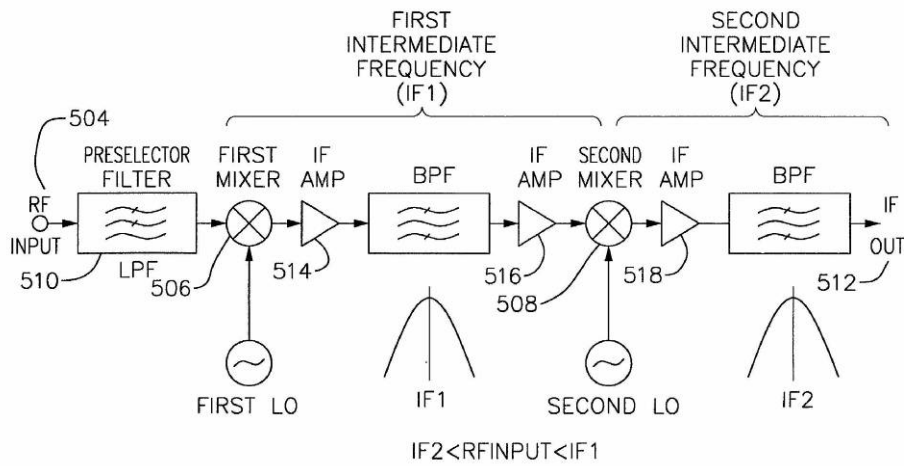 FIRST
INTERMEDIATE
FREQUENCY
(IF1)
SECOND
INTERMEDIATE
FREQUENCY
(IF2)
504
RF
INPUT
PRESELECTOR
FILTER
510
LPF
FIRST
MIXER
506
IF
AMP
514
BPF
IF
AMP
516
SECOND
MIXER
508
IF
AMP
518
BPF
IF
OUT
512
FIRST LO
IF1
SECOND LO
IF2
IF2<RFINPUT<IF1